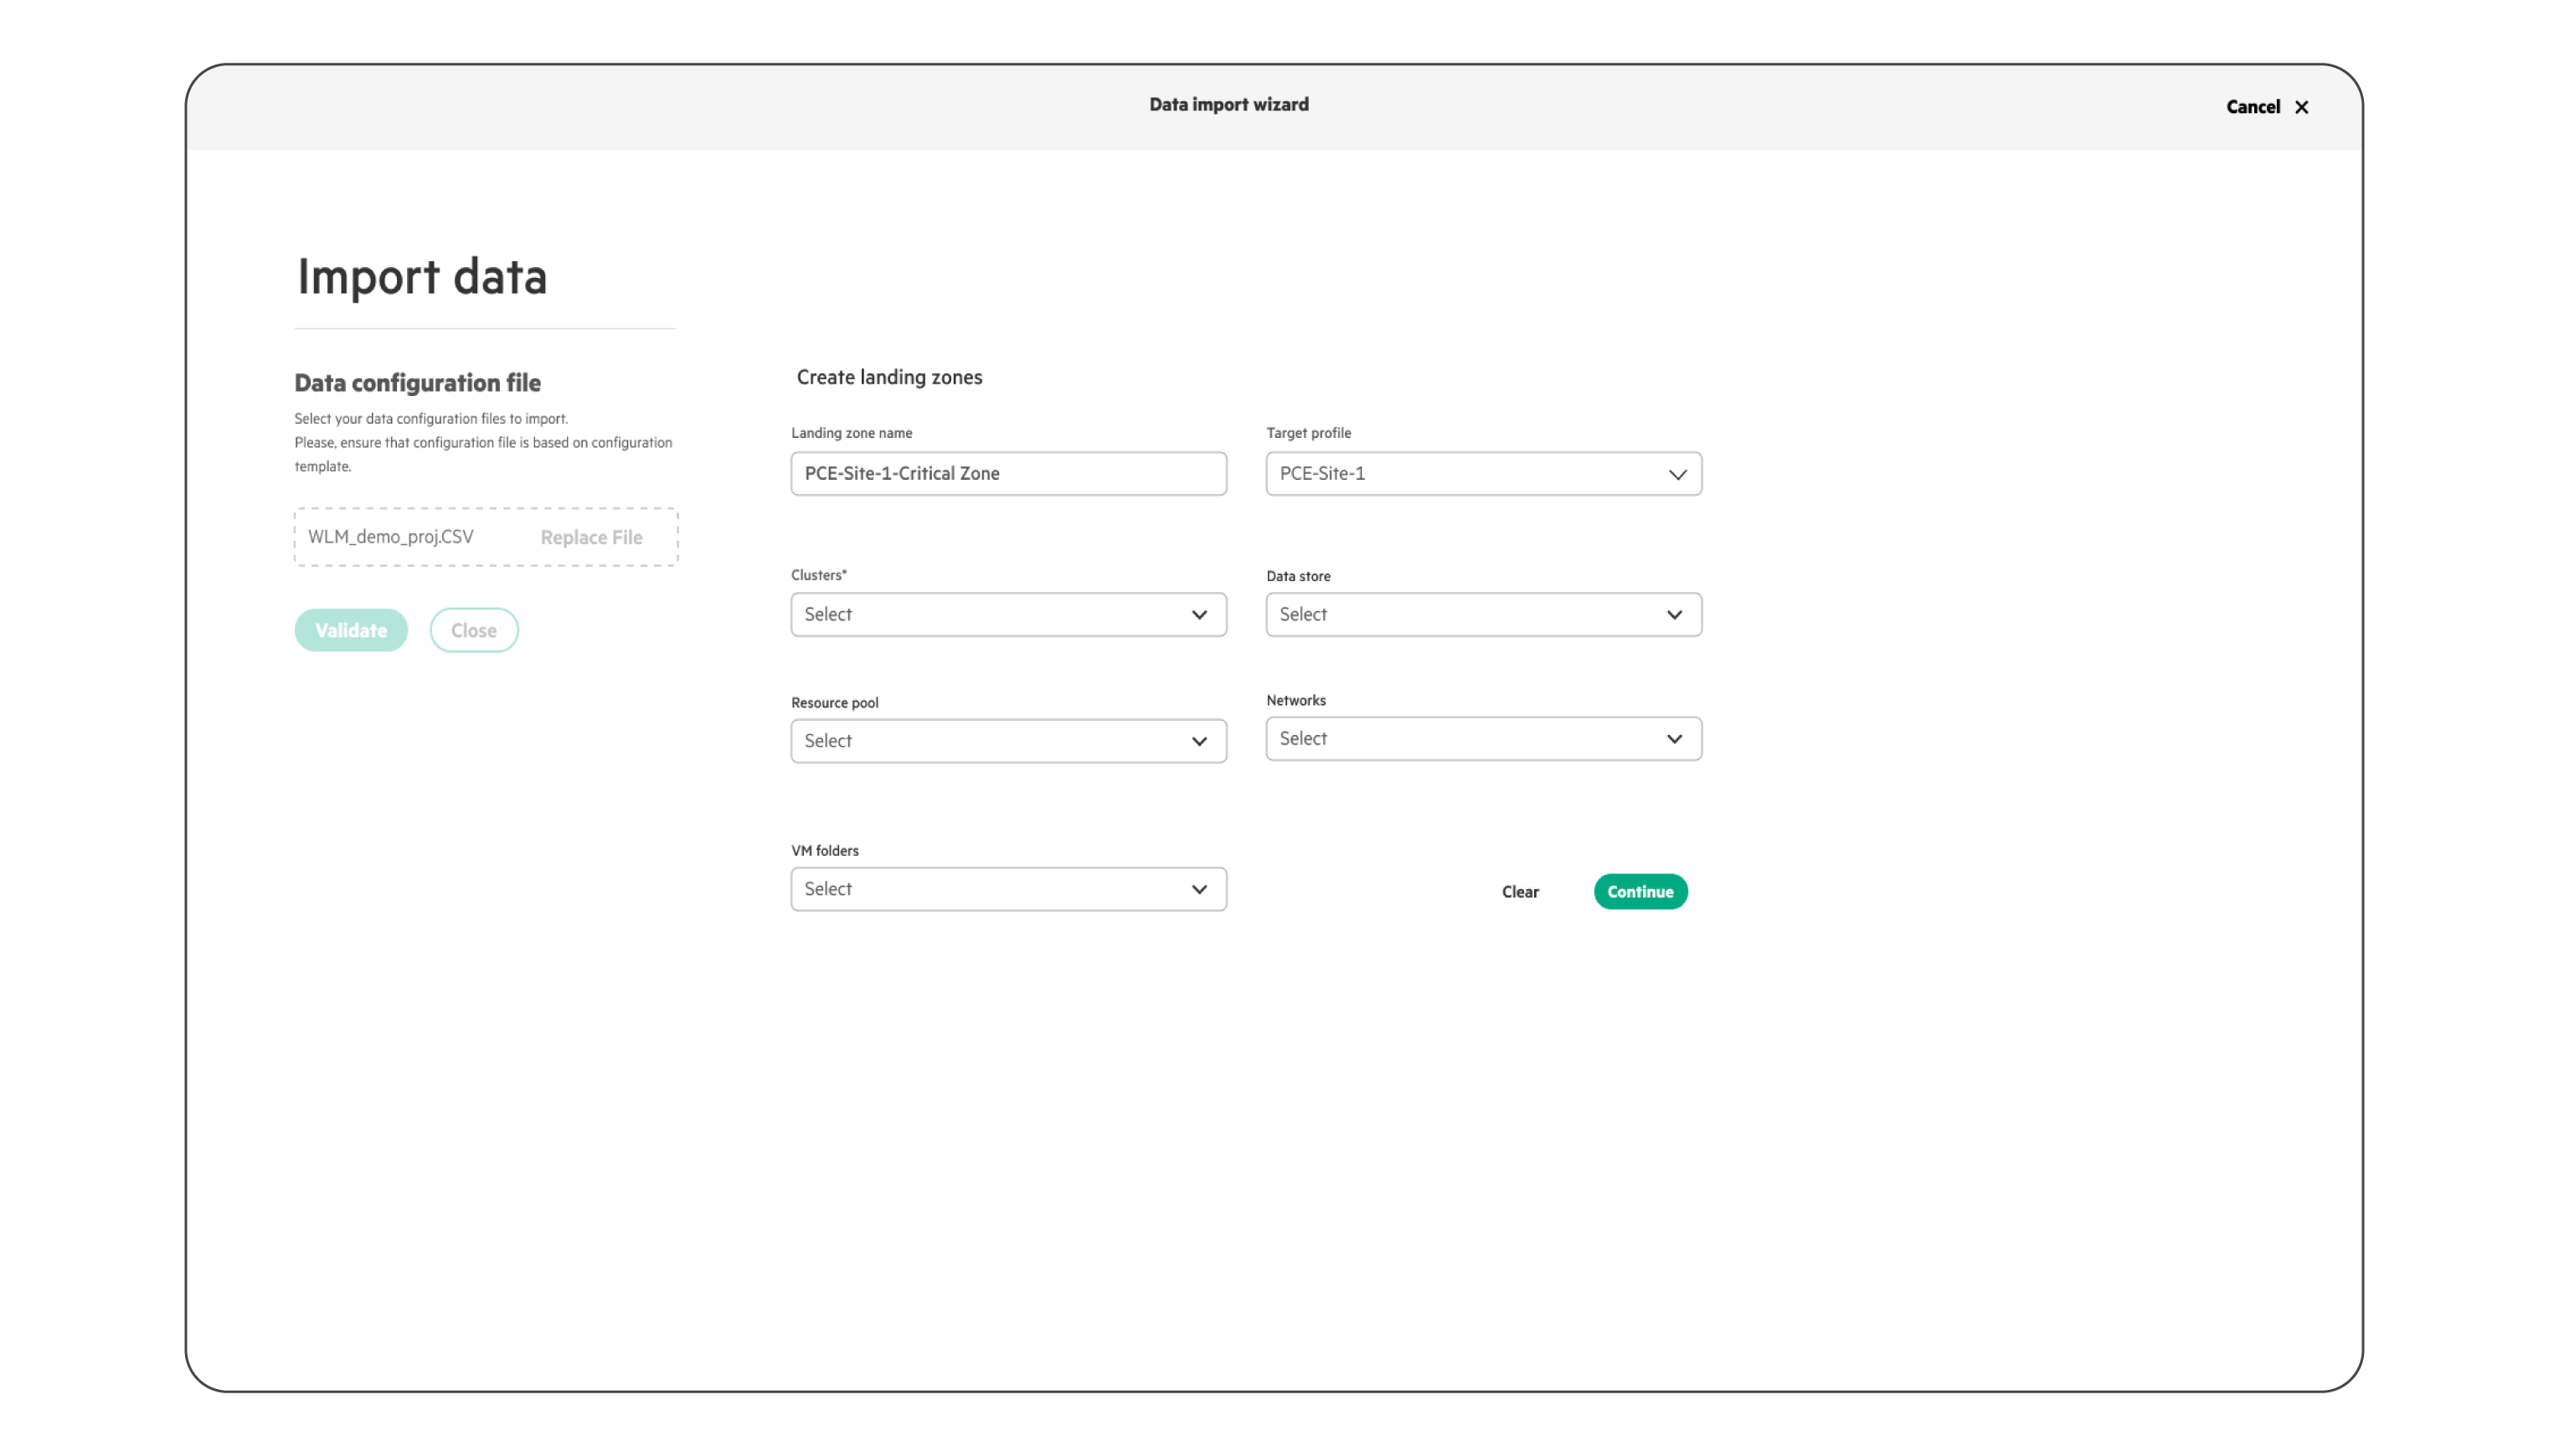 Data import wizard
Cancel
Import data
Data configuration file
Select your data configuration files to import.
Please, ensure that configuration file is based on configuration
template.
WLM_demo_proj.CSV Replace File
Validate Close
Create landing zones
Landing zone name Target profile
PCE-Site-1-Critical Zone PCE-Site-1
Clusters* Data store
Select Select
Resource pool Networks
Select Select
VM folders
Select
Clear Continue